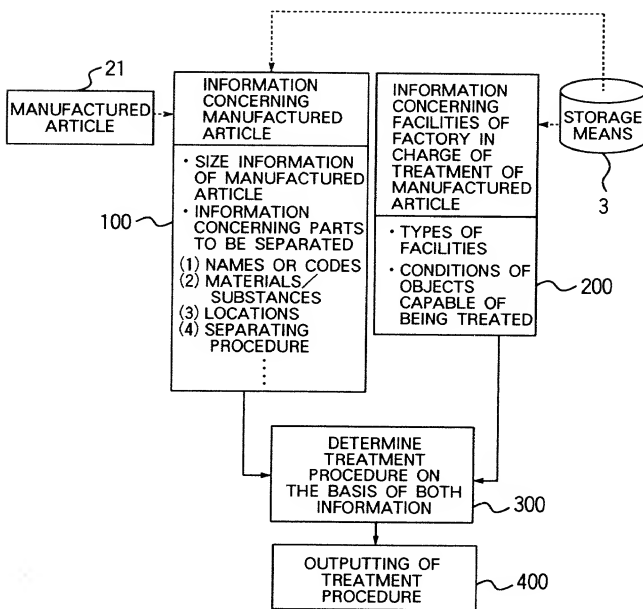 21
MANUFACTURED
ARTICLE
INFORMATION
CONCERNING
MANUFACTURED
ARTICLE
• SIZE INFORMATION
OF MANUFACTURED
ARTICLE
• INFORMATION
CONCERNING PARTS
TO BE SEPARATED
(1) NAMES OR CODES
(2) MATERIALS/
SUBSTANCES
(3) LOCATIONS
(4) SEPARATING
PROCEDURE
100
INFORMATION
CONCERNING
FACILITIES OF
FACTORY IN
CHARGE OF
TREATMENT OF
MANUFACTURED
ARTICLE
• TYPES OF
FACILITIES
• CONDITIONS OF
OBJECTS
CAPABLE OF
BEING TREATED
200
STORAGE
MEANS
3
DETERMINE
TREATMENT
PROCEDURE ON
THE BASIS OF BOTH
INFORMATION
300
OUTPUTTING OF
TREATMENT
PROCEDURE
400